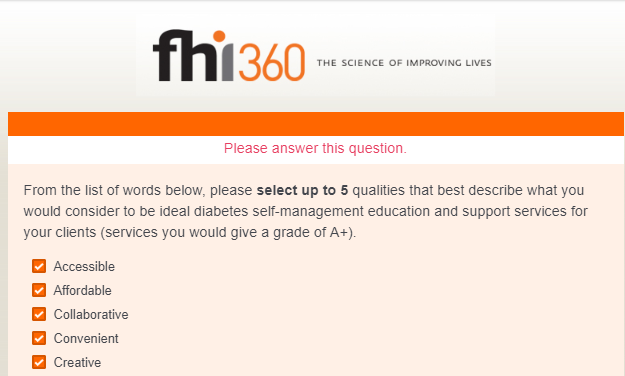 fhi360 THE SCIENCE OF IMPROVING LIVES
Please answer this question.
From the list of words below, please select up to 5 qualities that best describe what you
would consider to be ideal diabetes self-management education and support services for
your clients (services you would give a grade of A+).
Accessible
Affordable
Collaborative
Convenient
Creative